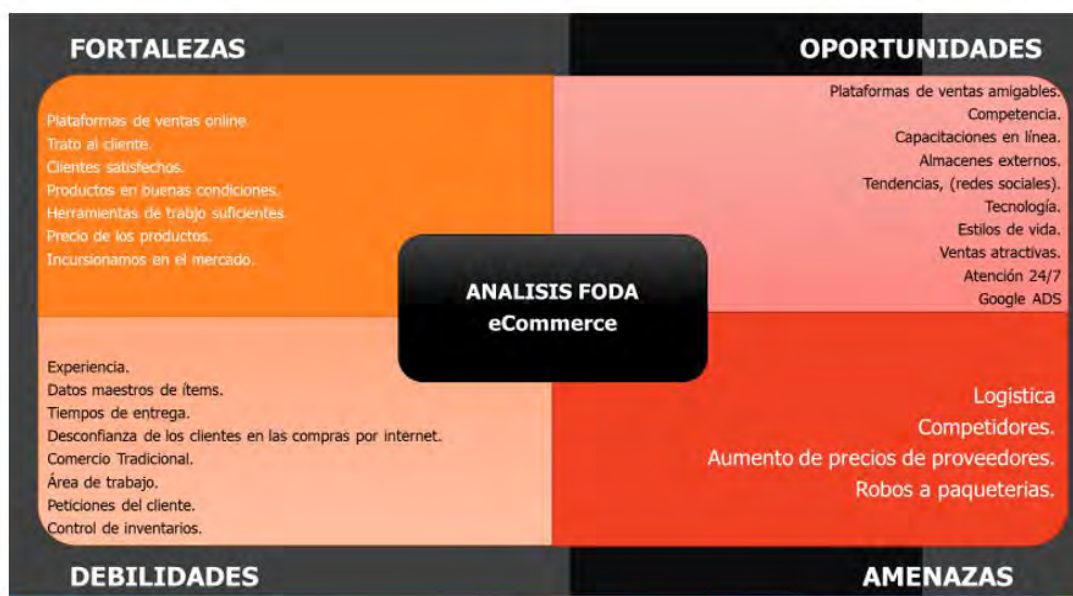 FORTALEZAS
Plataformas de ventas online.
Trato al cliente.
Clientes satisfechos.
Productos en buenas condiciones.
Herramientas de trabjo suficientes
Precio de los productos.
Incursionamos en el mercado.
OPORTUNIDADES
Plataformas de ventas amigables.
Competencia.
Capacitaciones en línea.
Almacenes externos.
Tendencias, (redes sociales).
Tecnología.
Estilos de vida.
Ventas atractivas.
Atención 24/7
Google ADS
ANALISIS FODA
eCommerce
Experiencia.
Datos maestros de ítems.
Tiempos de entrega.
Desconfianza de los clientes en las compras por internet.
Comercio Tradicional.
Área de trabajo.
Peticiones del cliente.
Control de inventarios.
DEBILIDADES
Logistica
Competidores.
Aumento de precios de proveedores.
Robos a paqueterias.
AMENAZAS